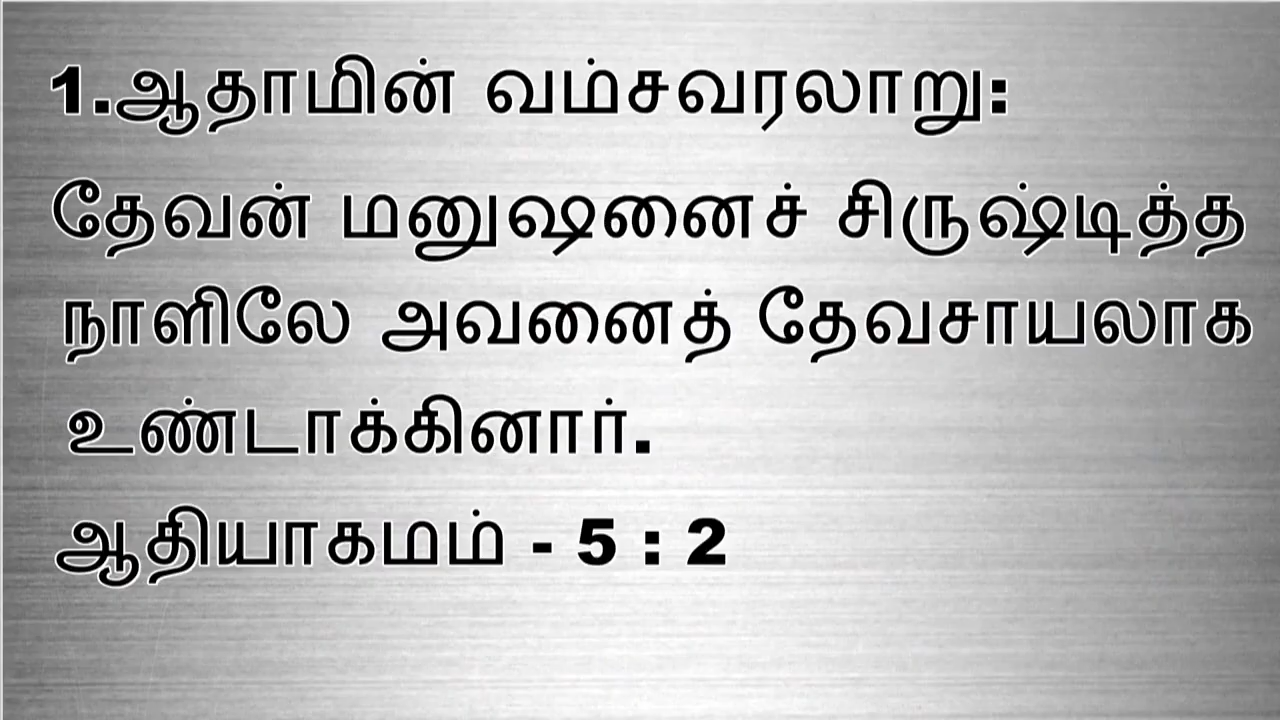 1.ஆதாமின் வம்சவரலாறு:
தேவன் மனுஷனைச் சிருஷ்டித்த
நாளிலே அவனைத் தேவசாயலாக
உண்டாக்கினார்.
ஆதியாகமம் - 5 : 2